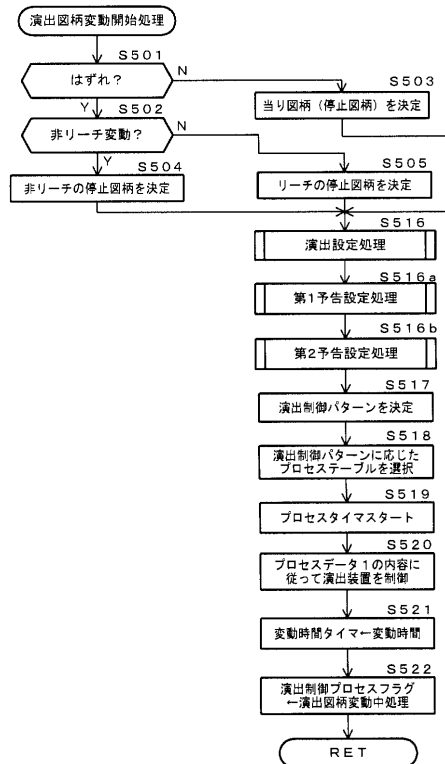 演出図柄変動開始処理
S501
はずれ?
N
S503
当り図柄(停止図柄)を決定
Y
S502
非リーチ変動?
N
Y
S504
非リーチの停止図柄を決定
S505
リーチの停止図柄を決定
S516
演出設定処理
S516a
第1予告設定処理
S516b
第2予告設定処理
S517
演出制御パターンを決定
S518
演出制御パターンに応じた
プロセステーブルを選択
S519
プロセスタイマスタート
S520
プロセスデータ1の内容に
従って演出装置を制御
S521
変動時間タイマ←変動時間
S522
演出制御プロセスフラグ
←演出図柄変動中処理
RET